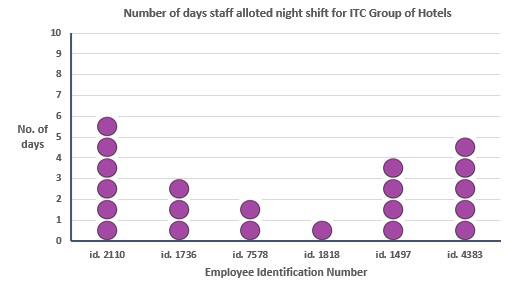 Number of days staff alloted night shift for ITC Group of Hotels
10
9
8
7
6
5
4
3
2
1
0
No. of
days
id. 2110 id. 1736 id. 7578 id. 1818 id. 1497 id. 4383
Employee Identification Number